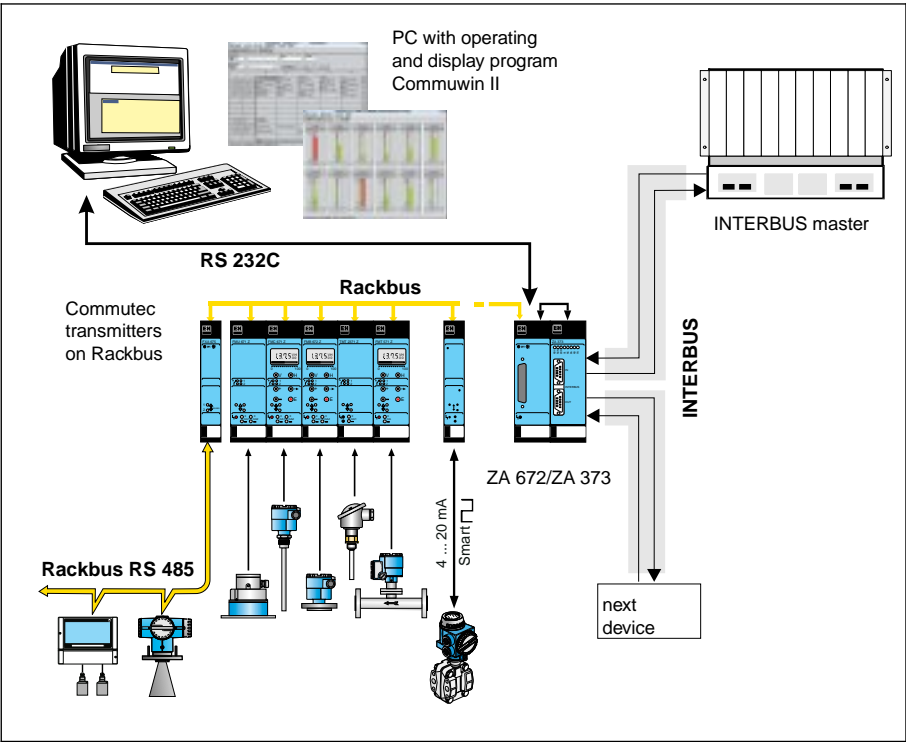 PC with operating
and display program
Commuwin II
INTERBUS master
RS 232C
Rackbus
Commutec
transmitters
on Rackbus
INTERBUS
ZA 672/ZA 373
4 ... 20 mA
Smart
Rackbus RS 485
next
device